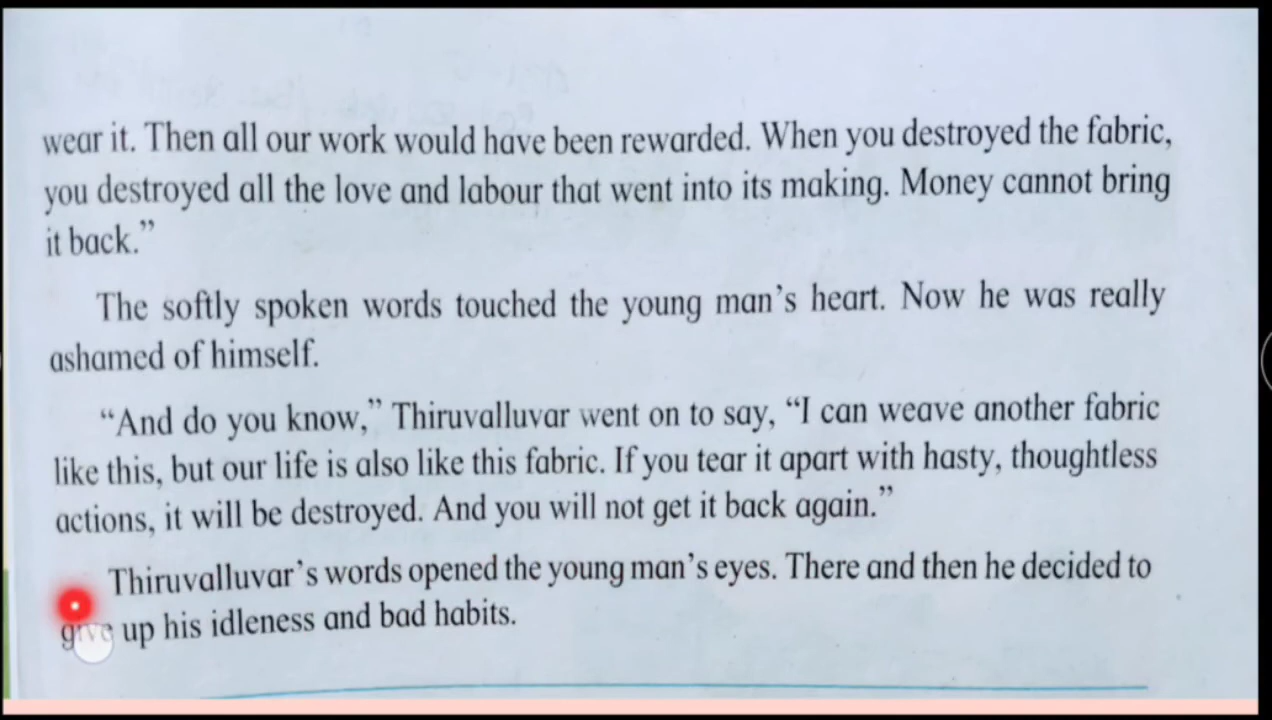 wear it. Then all our work would have been rewarded. When you destroyed the fabric,
you destroyed all the love and labour that went into its making. Money cannot bring
it back.”
The softly spoken words touched the young man’s heart. Now he was really
ashamed of himself.
“And do you know,” Thiruvalluvar went on to say, “I can weave another fabric
like this, but our life is also like this fabric. If you tear it apart with hasty, thoughtless
actions, it will be destroyed. And you will not get it back again.”
Thiruvalluvar’s words opened the young man’s eyes. There and then he decided to
give up his idleness and bad habits.